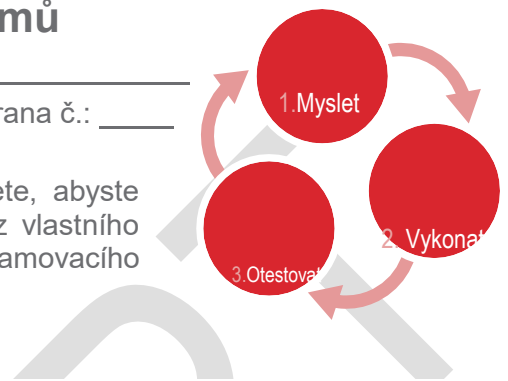 mů
rana č.:
1.Myslet
ete, abyste
z vlastního
2. Vykonat
amovacího
3.Otestovat